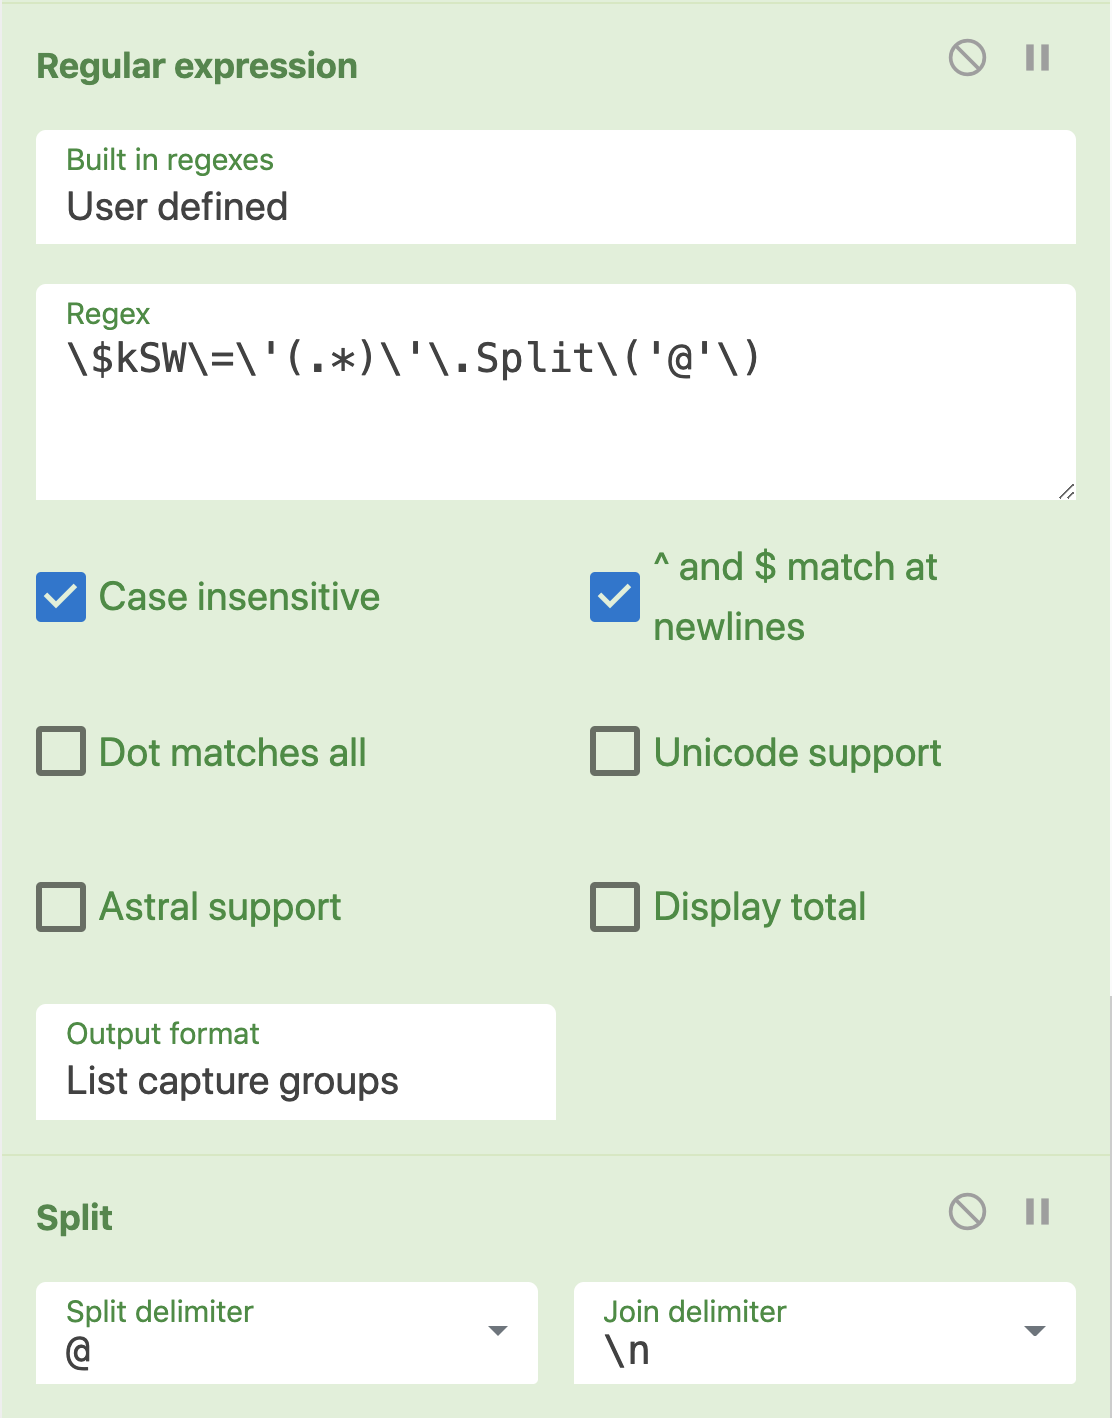 Regular expression
Built in regexes
User defined
Regex
\$kSW\=\'(.*)\'\.Split\('@'\)
Case insensitive
^ and $ match at
newlines
Dot matches all
Unicode support
Astral support
Display total
Output format
List capture groups
Split
Split delimiter
@
Join delimiter
\n